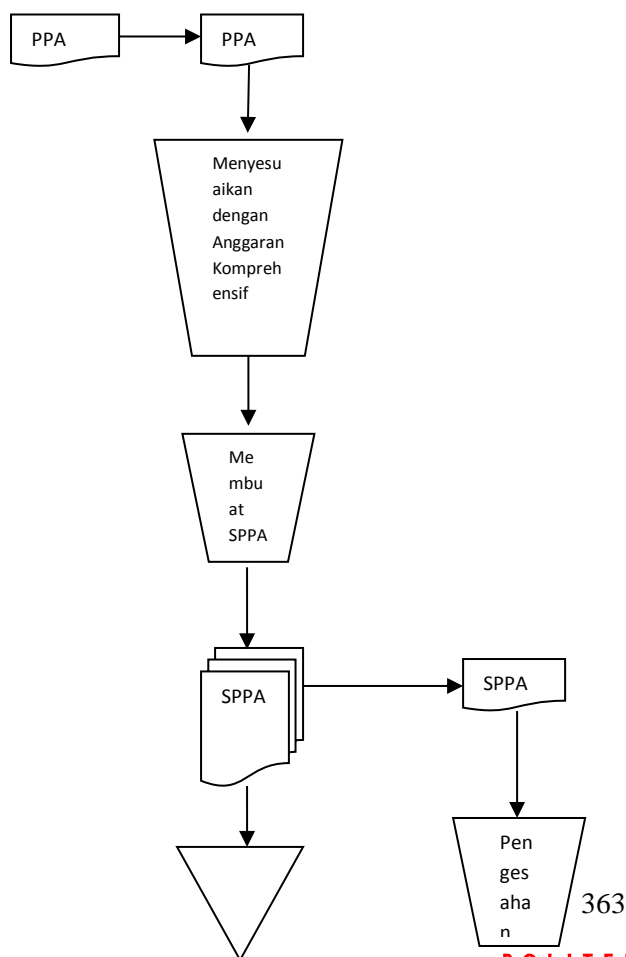 PPA
PPA
Menyesu
aikan
dengan
Anggaran
Kompreh
ensif
Me
mbu
at
SPPA
SPPA
SPPA
Pen
ges
aha
n
363